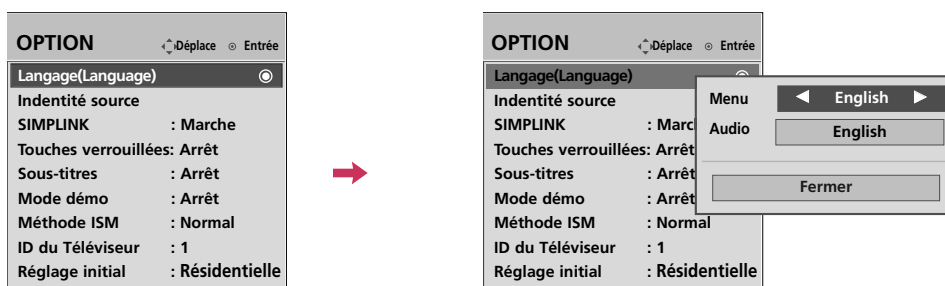 OPTION Déplace Entrée
Langage(Language)
Indentité source
SIMPLINK : Marche
Touches verrouillées: Arrêt
Sous-titres : Arrêt
Mode démo : Arrêt
Méthode ISM : Normal
ID du Téléviseur : 1
Réglage initial : Résidentielle
OPTION Déplace Entrée
Langage(Language)
Indentité source
SIMPLINK : Marc
Touches verrouillées: Arrêt
Sous-titres : Arrêt
Mode démo : Arrêt
Méthode ISM : Normal
ID du Téléviseur : 1
Réglage initial : Résidentielle
Menu English
Audio English
Fermer